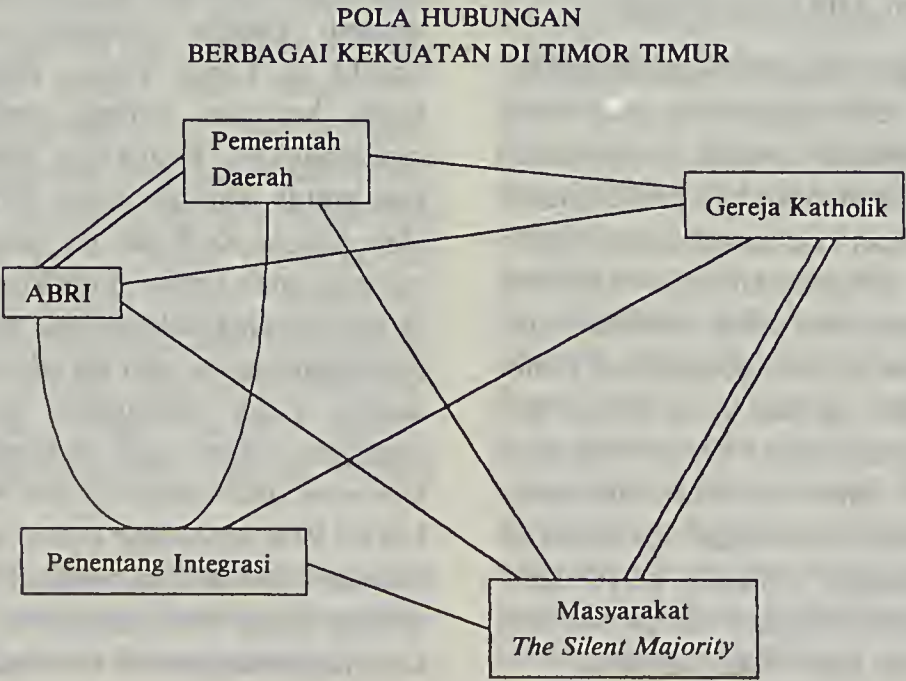 POLA HUBUNGAN
BERBAGAI KEKUATAN DI TIMOR TIMUR
Pemerintah
Daerah
Gereja Katholik
ABRI
Penentang Integrasi
Masyarakat
The Silent Majority